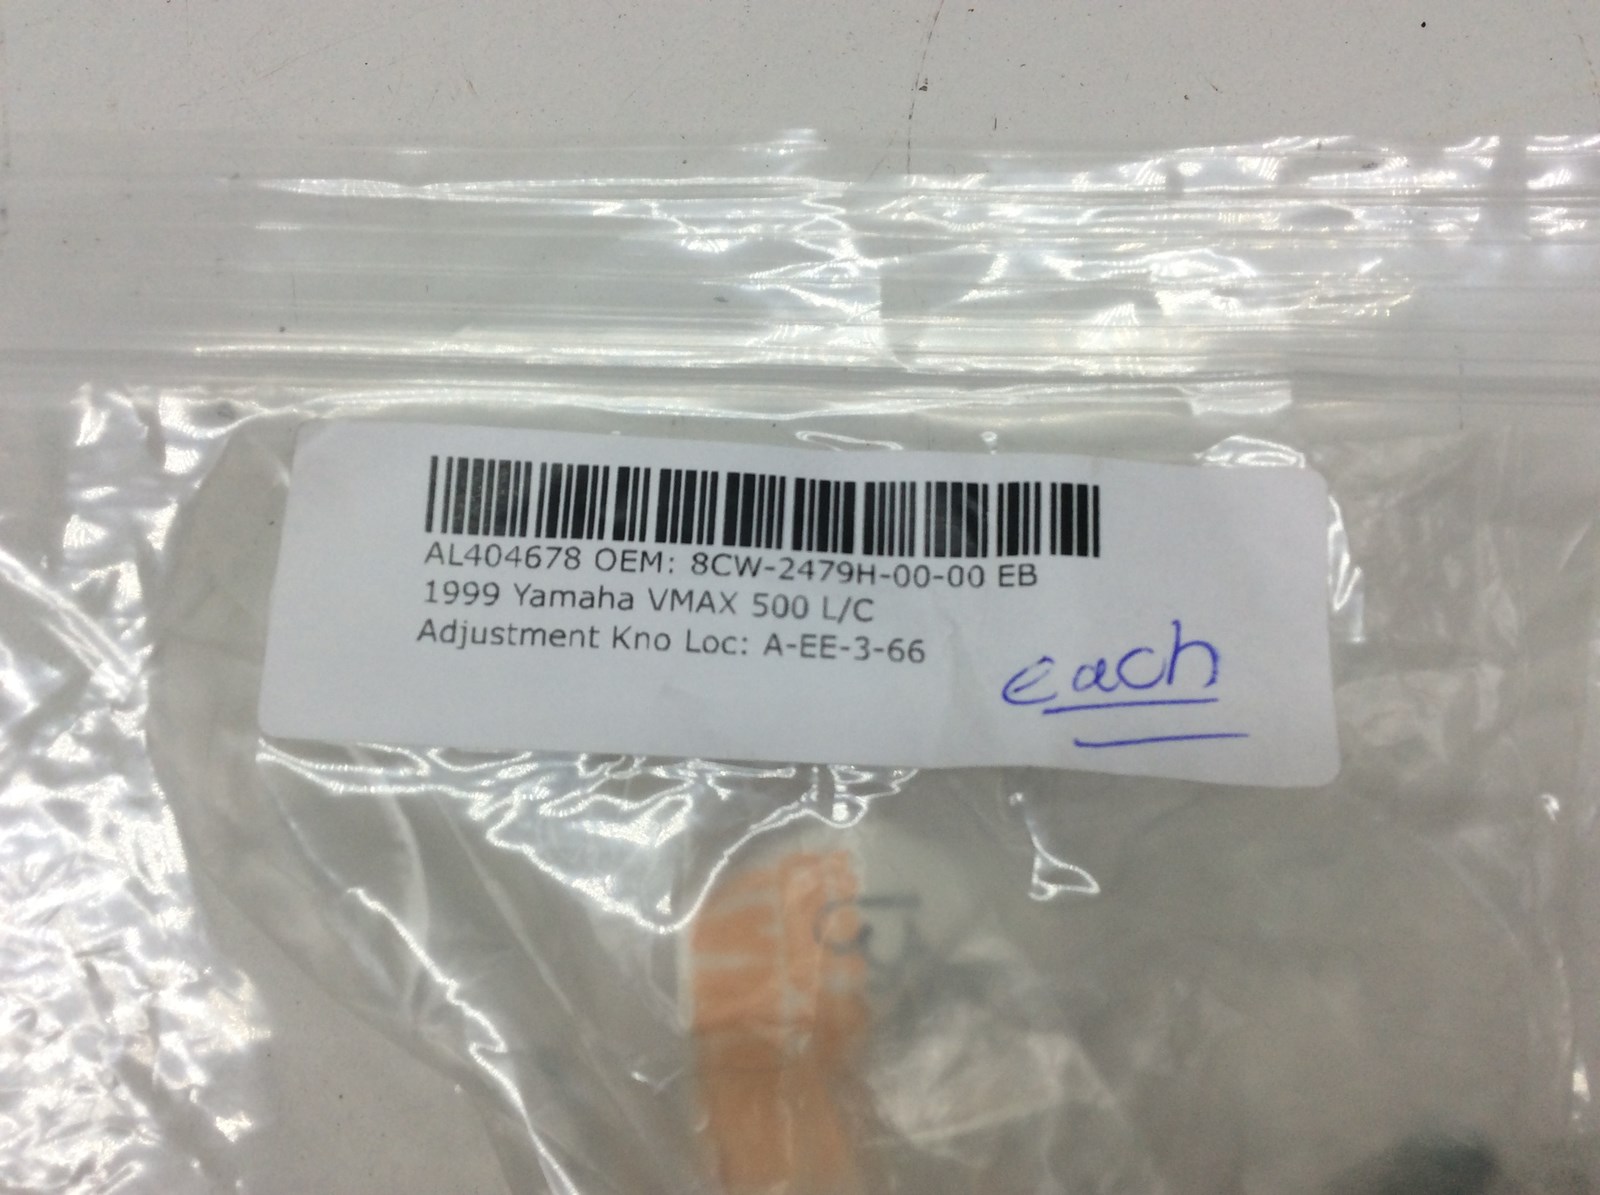 AL404678 OEM: 8CW-2479H-00-00 EB
1999 Yamaha VMAX 500 L/C
Adjustment Kno Loc: A-EE-3-66
each